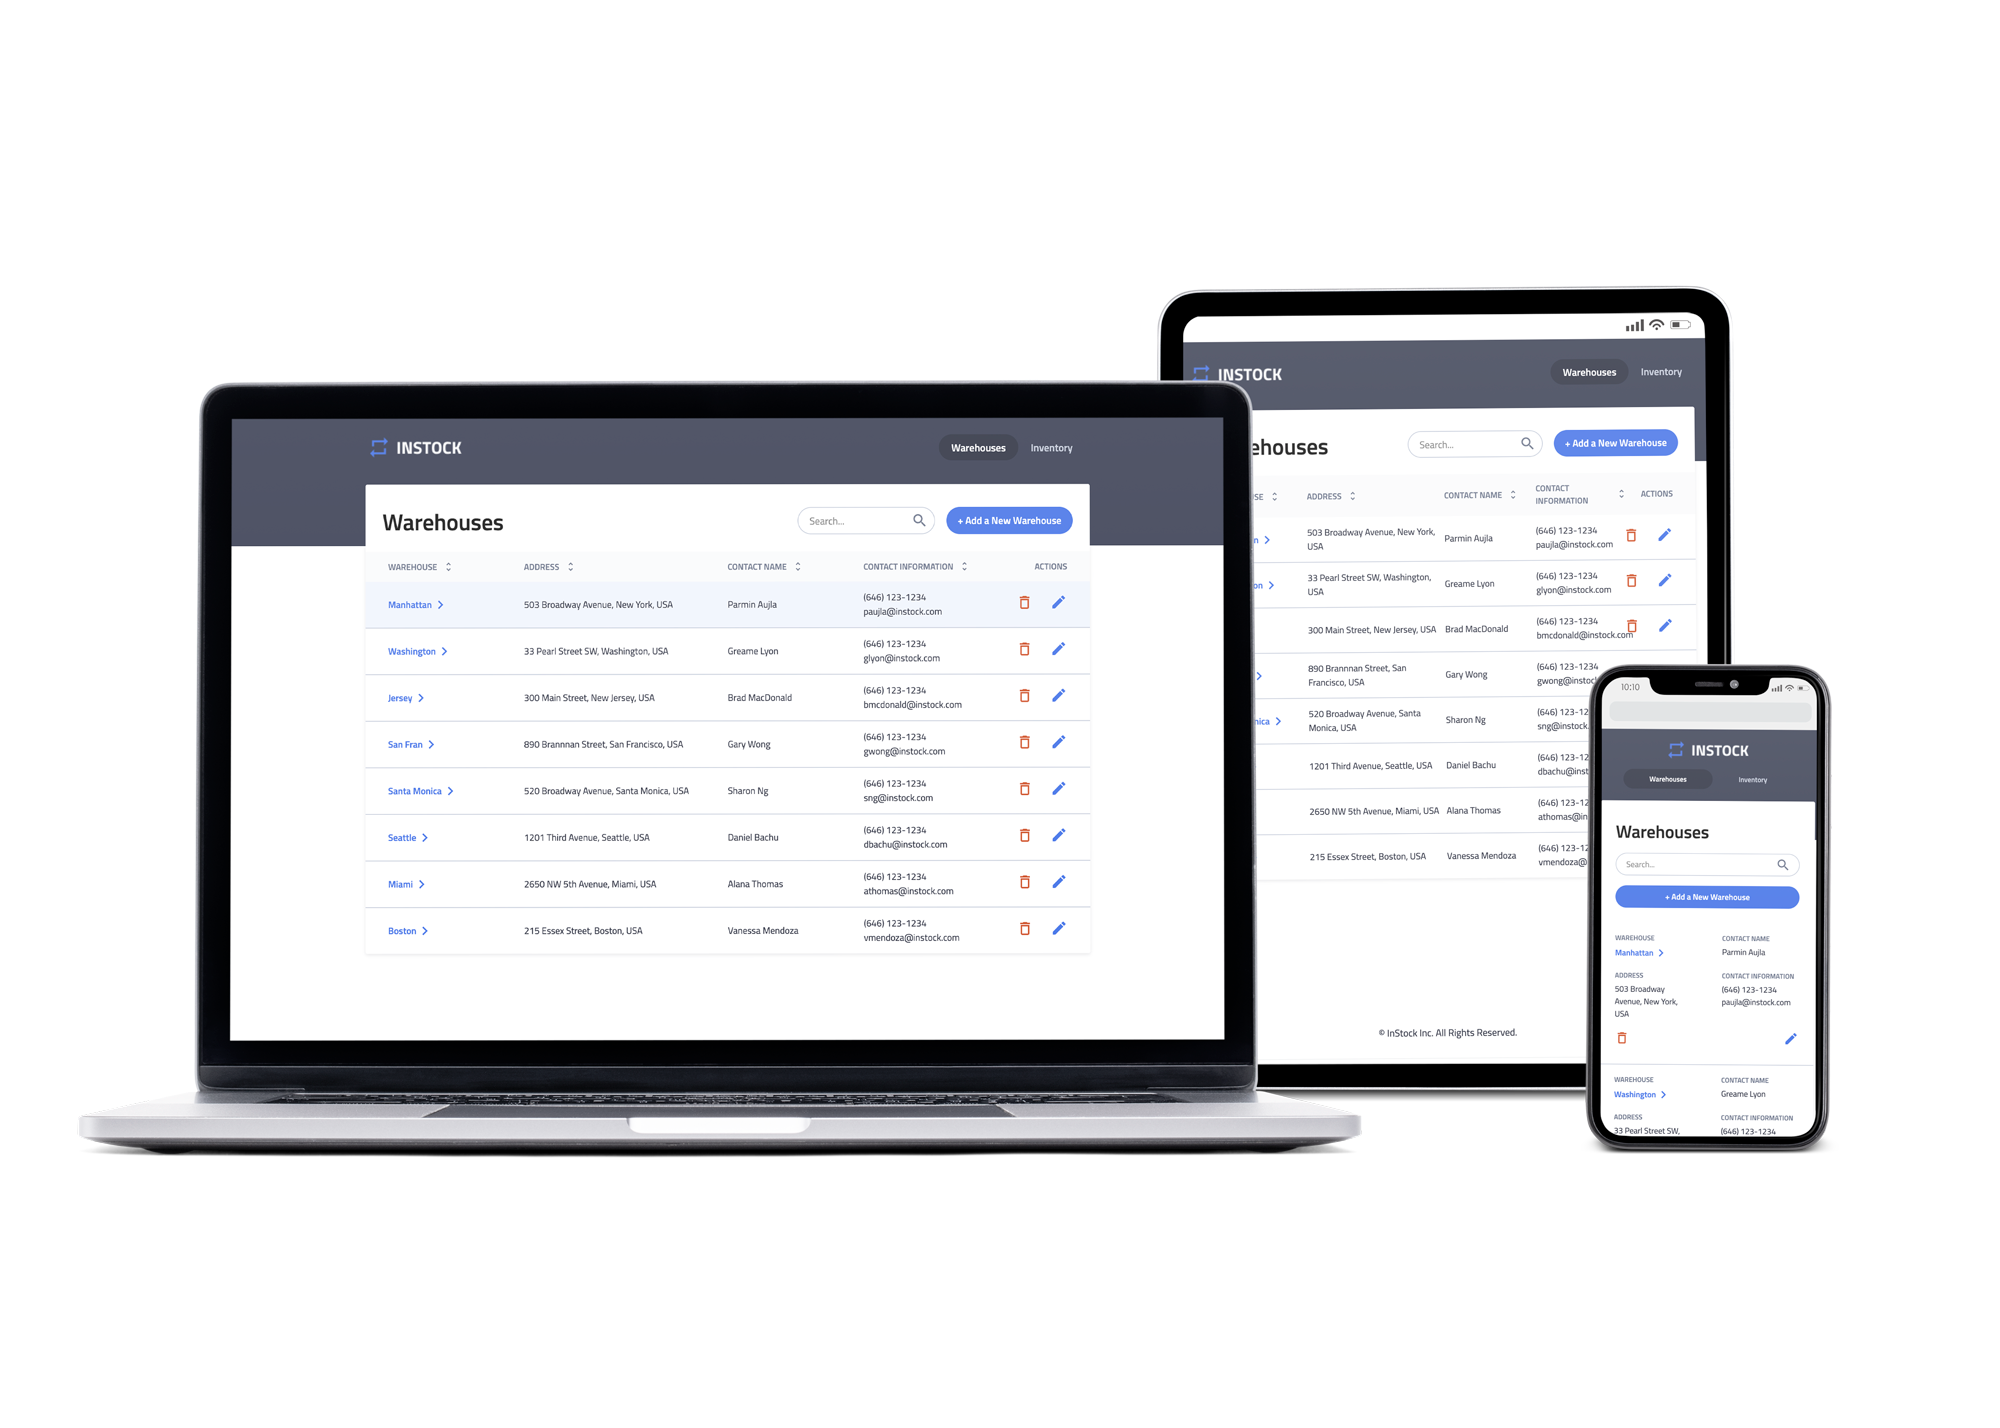 INSTOCK
Warehouses Inventory
Warehouses
Search...
+ Add a New Warehouse
WAREHOUSE ADDRESS CONTACT NAME CONTACT INFORMATION ACTIONS
Manhattan 503 Broadway Avenue, New York, USA Parmin Aujla (646) 123-1234
paujla@instock.com
Washington 33 Pearl Street SW, Washington, USA Greame Lyon (646) 123-1234
glyon@instock.com
Jersey 300 Main Street, New Jersey, USA Brad MacDonald (646) 123-1234
bmcdonald@instock.com
San Fran 890 Brannnan Street, San Francisco, USA Gary Wong (646) 123-1234
gwong@instock.com
Santa Monica 520 Broadway Avenue, Santa Monica, USA Sharon Ng (646) 123-1234
sng@instock.com
Seattle 1201 Third Avenue, Seattle, USA Daniel Bachu (646) 123-1234
dbachu@instock.com
Miami 2650 NW 5th Avenue, Miami, USA Alana Thomas (646) 123-1234
athomas@instock.com
Boston 215 Essex Street, Boston, USA Vanessa Mendoza (646) 123-1234
vmendoza@instock.com
INSTOCK
Warehouses Inventory
ehouses
Search...
+ Add a New Warehouse
SE ADDRESS CONTACT NAME CONTACT
INFORMATION ACTIONS
n 503 Broadway Avenue, New York,
USA Parmin Aujla (646) 123-1234
paujla@instock.com
on 33 Pearl Street SW, Washington,
USA Greame Lyon (646) 123-1234
glyon@instock.com
300 Main Street, New Jersey, USA Brad MacDonald (646) 123-1234
bmcdonald@instock.com
890 Brannnan Street, San
Francisco, USA Gary Wong (646) 123-1234
gwong@instoc
nica 520 Broadway Avenue, Santa
Monica, USA Sharon Ng (646) 123-12
sng@instock.
1201 Third Avenue, Seattle, USA Daniel Bachu (646) 123-12
dbachu@inst
2650 NW 5th Avenue, Miami, USA Alana Thomas (646) 123-12
athomas@in
215 Essex Street, Boston, USA Vanessa Mendoza (646) 123-12
vmendoza@
© InStock Inc. All Rights Reserved.
10:10
INSTOCK
Warehouses Inventory
Warehouses
Search...
+ Add a New Warehouse
WAREHOUSE CONTACT NAME
Manhattan Parmin Aujla
ADDRESS CONTACT INFORMATION
503 Broadway
Avenue, New York,
USA
(646) 123-1234
paujla@instock.com
WAREHOUSE CONTACT NAME
Washington Greame Lyon
ADDRESS CONTACT INFORMATION
33 Pearl Street SW, (646) 123-1234